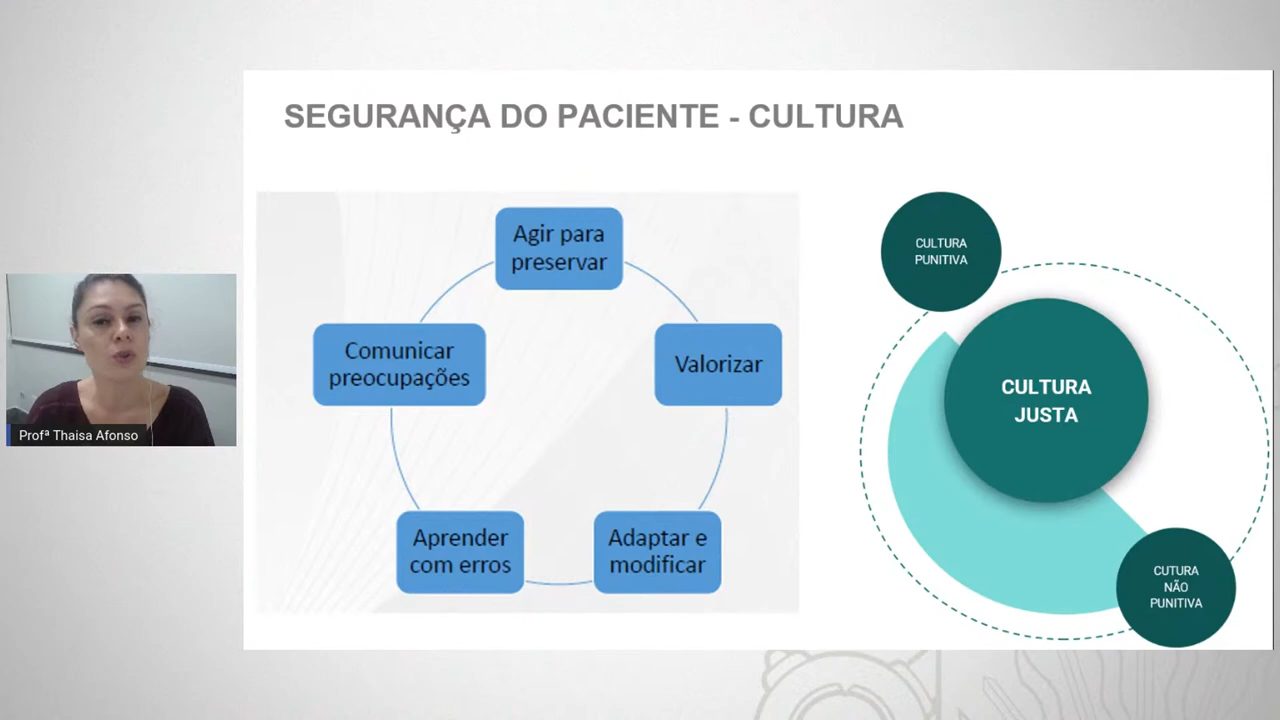 SEGURANÇA DO PACIENTE - CULTURA
Agir para
preservar
Comunicar
preocupações
Valorizar
Aprender
com erros
Adaptar e
modificar
CULTURA
PUNITIVA
CULTURA
JUSTA
CUTURA
NÃO
PUNITIVA
Profª Thaisa Afonso